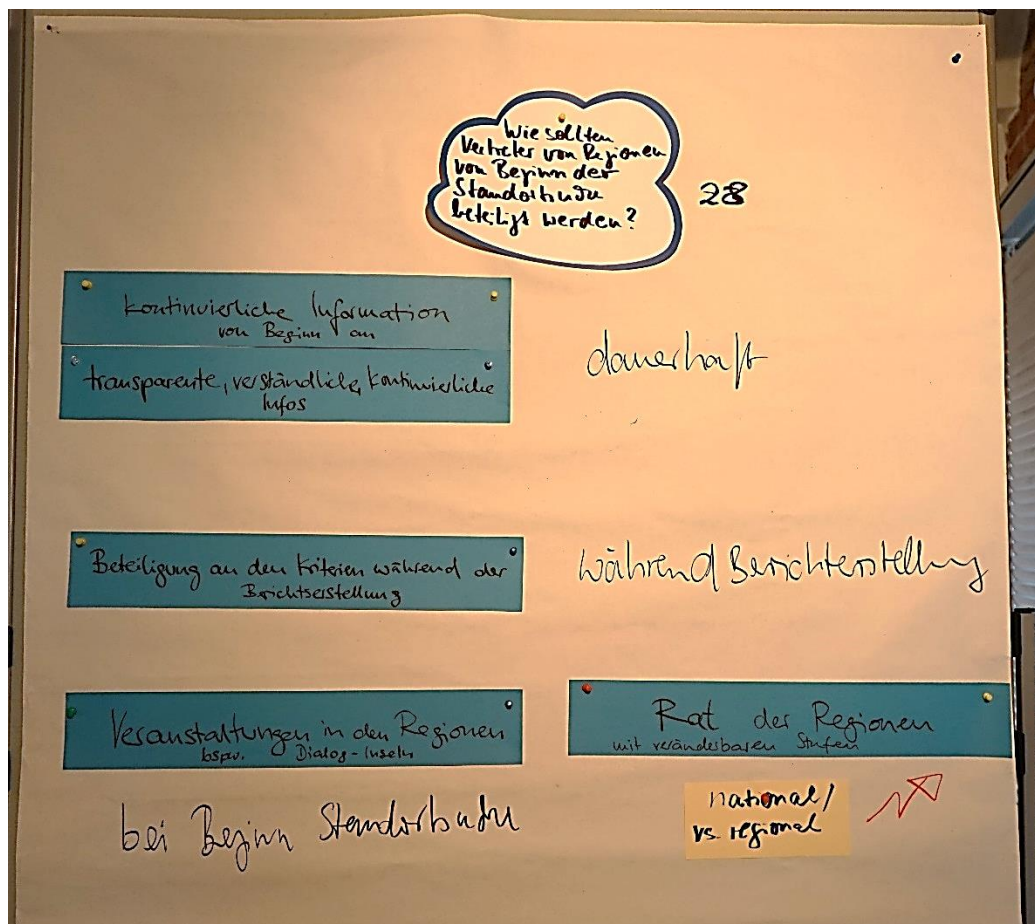 Wie sollten
Vertreter von Regionen
von Beginn der
Standortsuche
beteiligt werden?
28
kontinuierliche Information
von Beginn an
transparente, verständliche, kontinuierliche
Infos
dauerhaft
Beteiligung an den Kriterien während der
Berichtserstellung
während Berichterstellung
Veranstaltungen in den Regionen
bspw. Dialog-Inseln
bei Beginn Standortsuche
Rat der Regionen
mit veränderbaren Stufen
national/
vs. regional